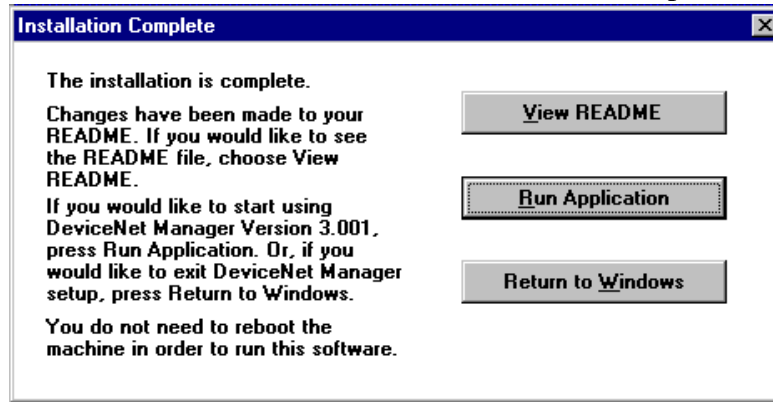 Installation Complete
The installation is complete.
Changes have been made to your
README. If you would like to see
the README file, choose View
README.
If you would like to start using
DeviceNet Manager Version 3.001,
press Run Application. Or, if you
would like to exit DeviceNet Manager
setup, press Return to Windows.
You do not need to reboot the
machine in order to run this software.
View README
Run Application
Return to Windows